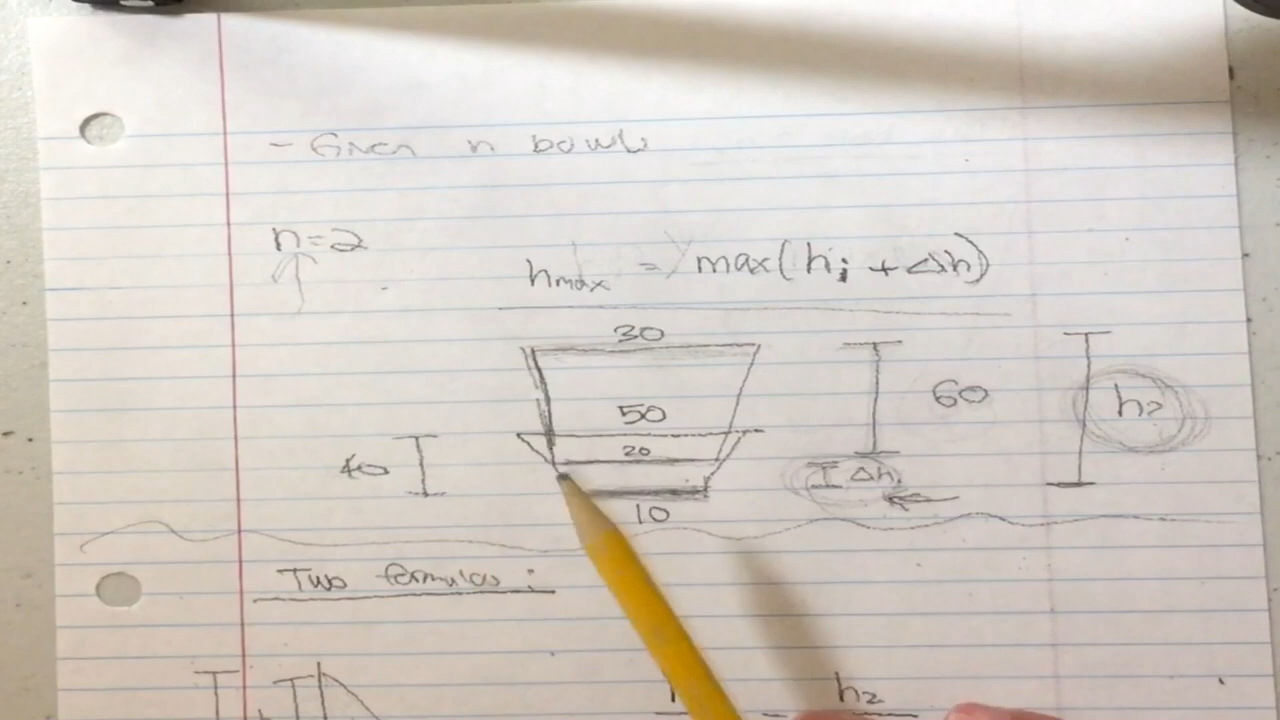 - Given n bowls
n=2
hmax = max(hi + Δh)
30
60
h2
50
40
20
Δh
10
Two formulas :
h2